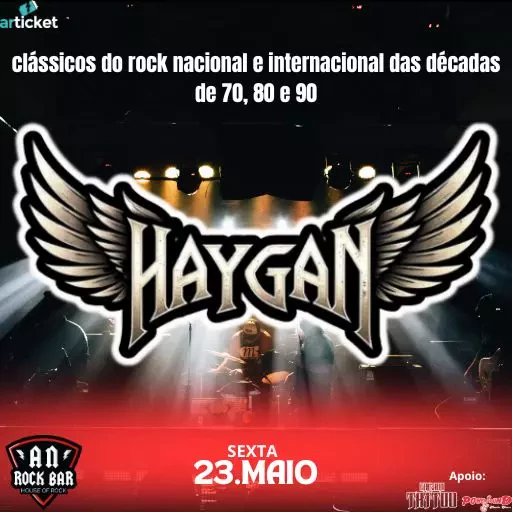 articket
clássicos do rock nacional e internacional das décadas
de 70, 80 e 90
HAYGAN
SEXTA
23.MAIO
AN
ROCK BAR
HOUSE OF ROCK
Apoio:
TATTOO